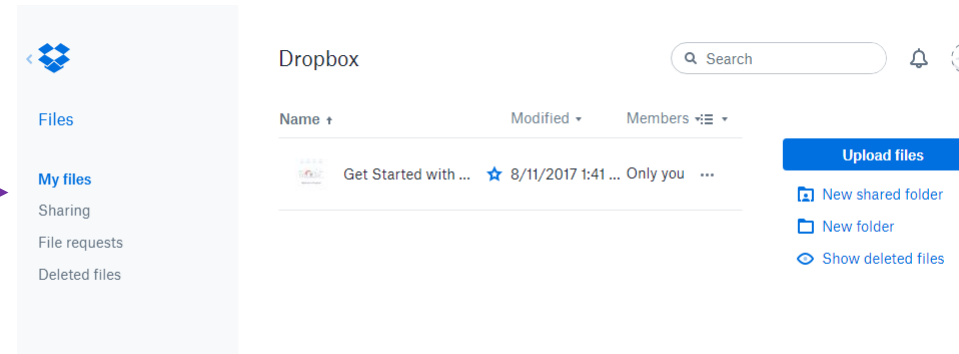 Dropbox
Search
Files
Name Modified Members
Upload files
My files
Get Started with ... 8/11/2017 1:41 ... Only you
New shared folder
Sharing
New folder
File requests
Show deleted files
Deleted files